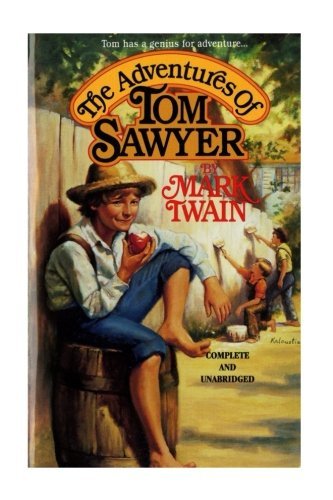 Tom has a genius for adventure...
The Adventures Of
TOM
SAWYER
BY
MARK
TWAIN
COMPLETE
AND
UNABRIDGED